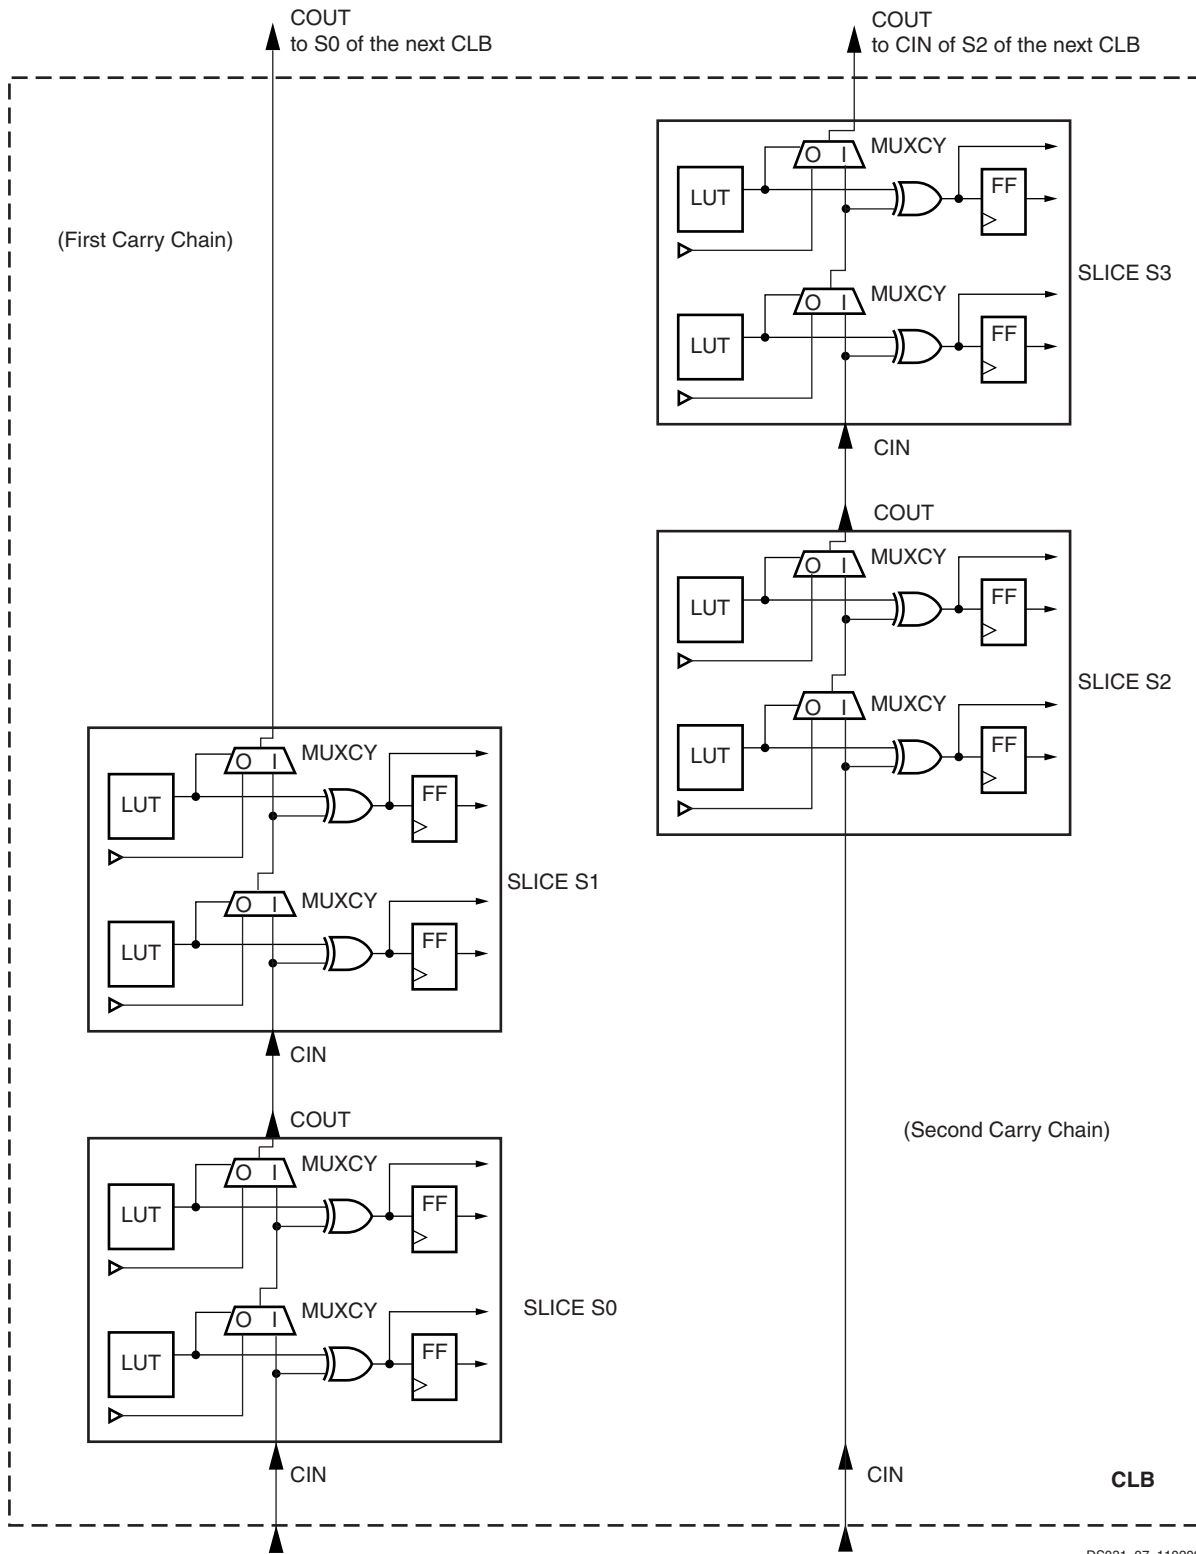 COUT
to S0 of the next CLB
COUT
to CIN of S2 of the next CLB
(First Carry Chain)
O I MUXCY
LUT
FF
SLICE S3
O I MUXCY
LUT
FF
CIN
COUT
O I MUXCY
LUT
FF
SLICE S2
O I MUXCY
LUT
FF
O I MUXCY
LUT
FF
SLICE S1
O I MUXCY
LUT
FF
CIN
COUT
(Second Carry Chain)
O I MUXCY
LUT
FF
SLICE S0
O I MUXCY
LUT
FF
CIN
CIN
CLB